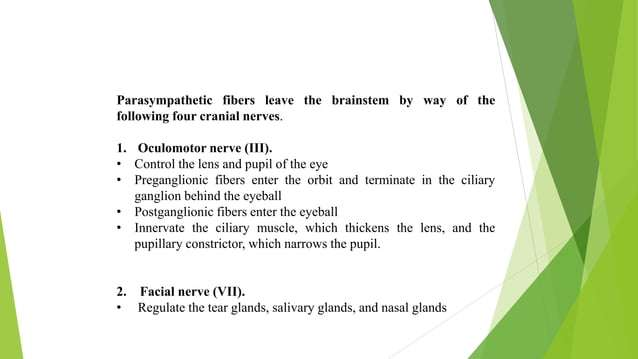 Parasympathetic fibers leave the brainstem by way of the
following four cranial nerves.
1. Oculomotor nerve (III).
• Control the lens and pupil of the eye
• Preganglionic fibers enter the orbit and terminate in the ciliary
ganglion behind the eyeball
• Postganglionic fibers enter the eyeball
• Innervate the ciliary muscle, which thickens the lens, and the
pupillary constrictor, which narrows the pupil.
2. Facial nerve (VII).
• Regulate the tear glands, salivary glands, and nasal glands